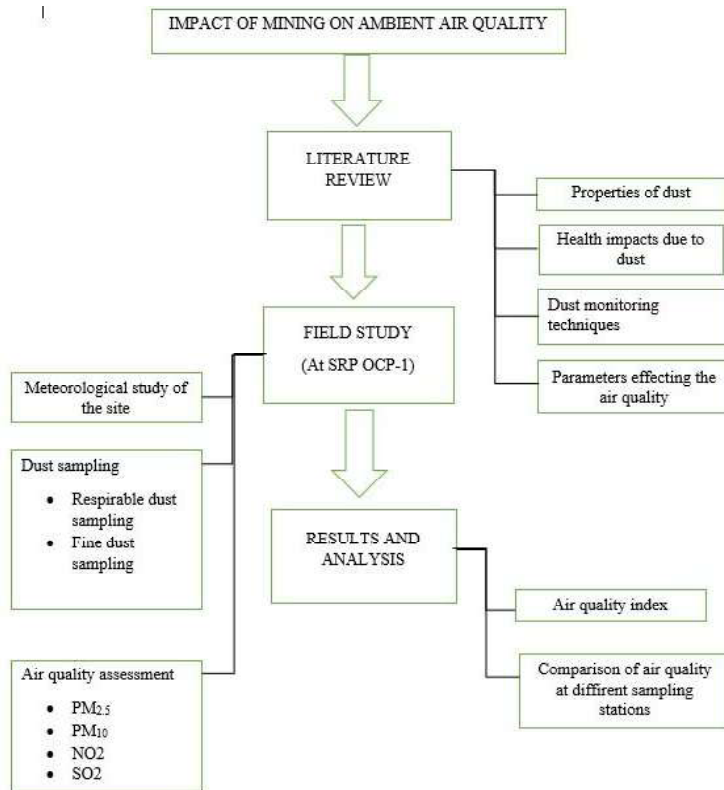 IMPACT OF MINING ON AMBIENT AIR QUALITY
LITERATURE
REVIEW
Properties of dust
Health impacts due to
dust
Dust monitoring
techniques
Parameters effecting the
air quality
FIELD STUDY
(At SRP OCP-1)
Meteorological study of
the site
Dust sampling
• Respirable dust
sampling
• Fine dust
sampling
Air quality assessment
• PM2.5
• PM10
• NO2
• SO2
RESULTS AND
ANALYSIS
Air quality index
Comparison of air quality
at diffirent sampling
stations